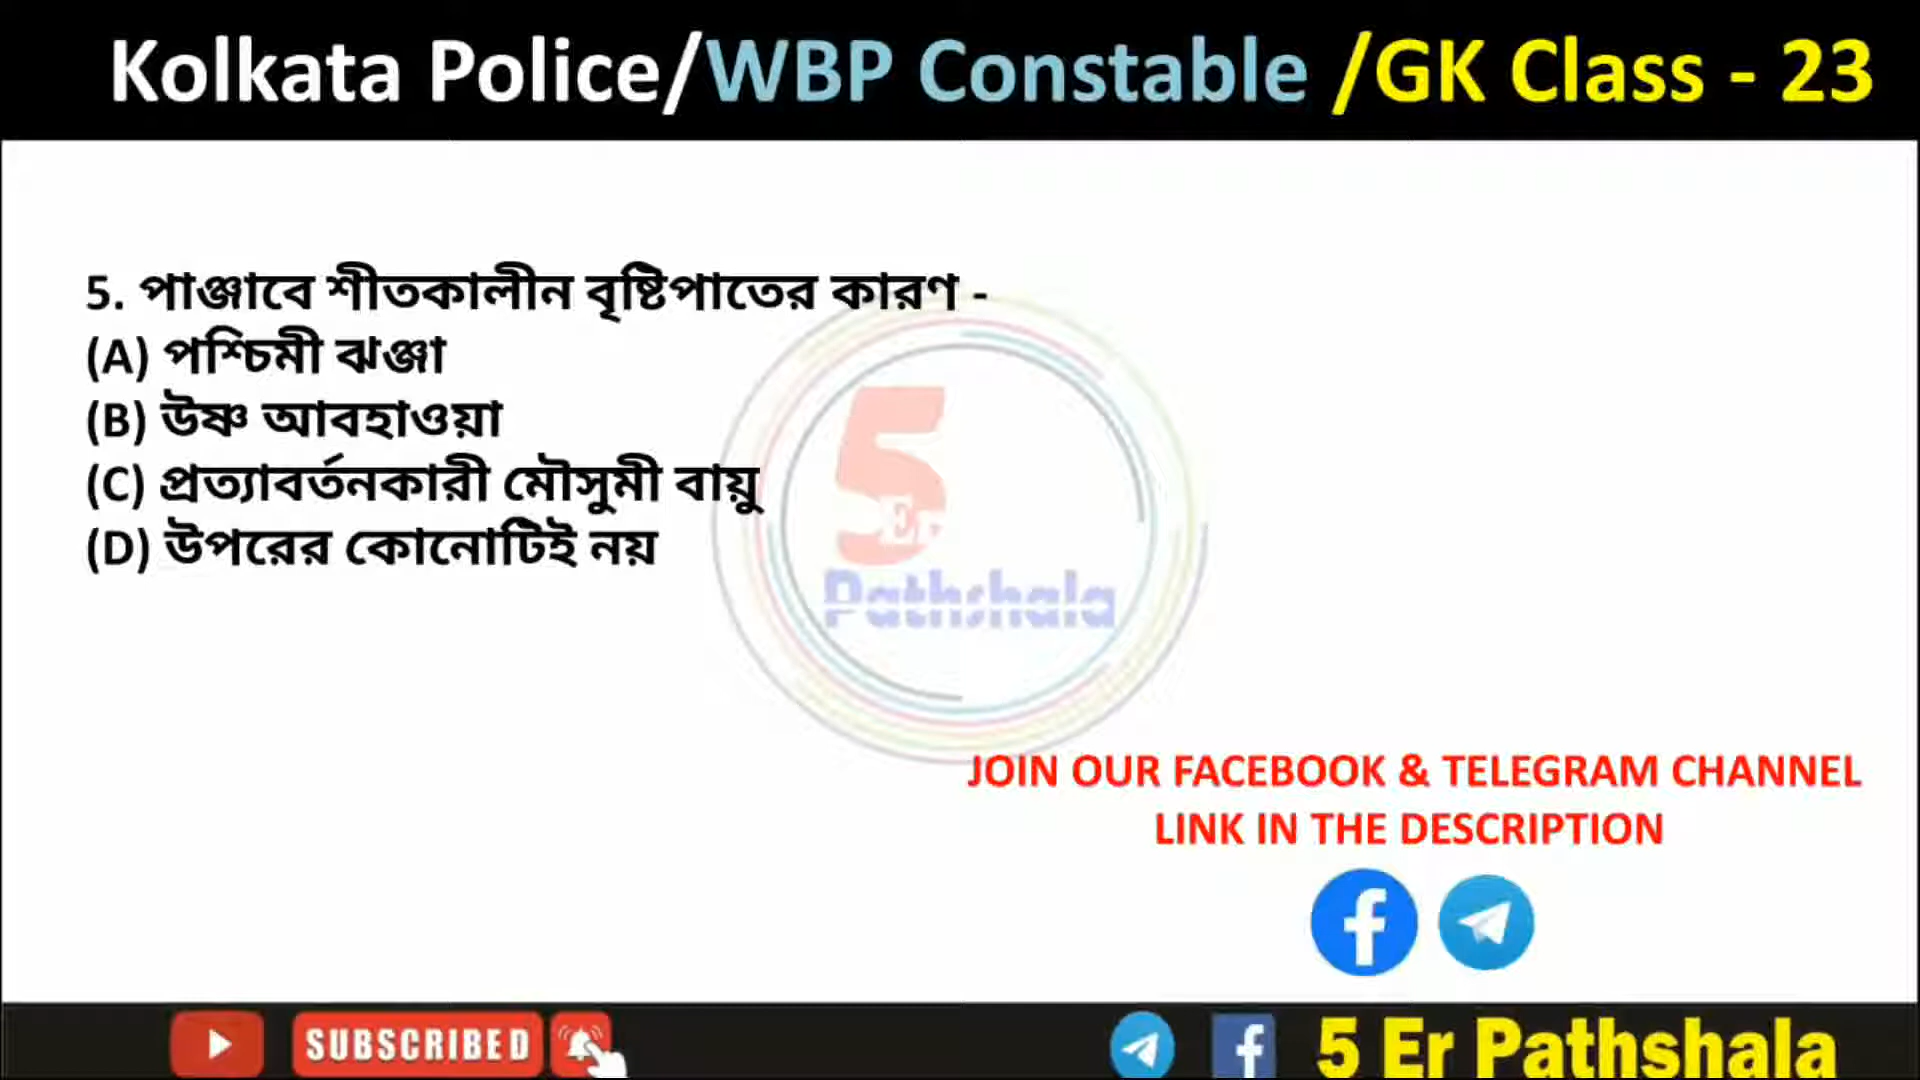 Kolkata Police/WBP Constable /GK Class - 23
5. পাঞ্জাবে শীতকালীন বৃষ্টিপাতের কারণ -
(A) পশ্চিমী ঝঞ্জা
(B) উষ্ণ আবহাওয়া
(C) প্রত্যাবর্তনকারী মৌসুমী বায়ু
(D) উপরের কোনোটিই নয়
5
Er
Pathshala
JOIN OUR FACEBOOK & TELEGRAM CHANNEL
LINK IN THE DESCRIPTION
SUBSCRIBED
5 Er Pathshala